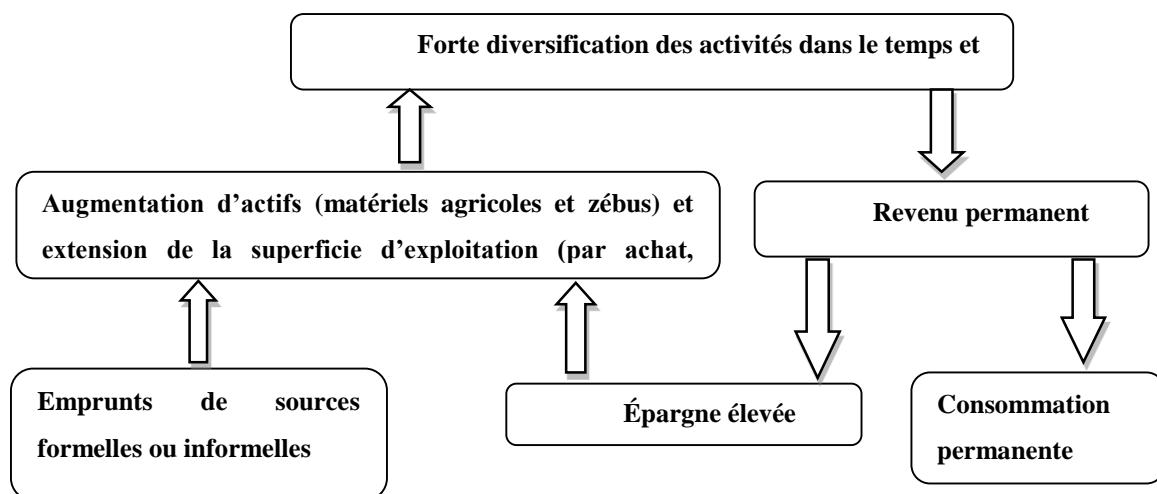 Forte diversification des activités dans le temps et
Augmentation d’actifs (matériels agricoles et zébus) et
extension de la superficie d’exploitation (par achat,
Revenu permanent
Emprunts de sources
formelles ou informelles
Épargne élevée
Consommation
permanente